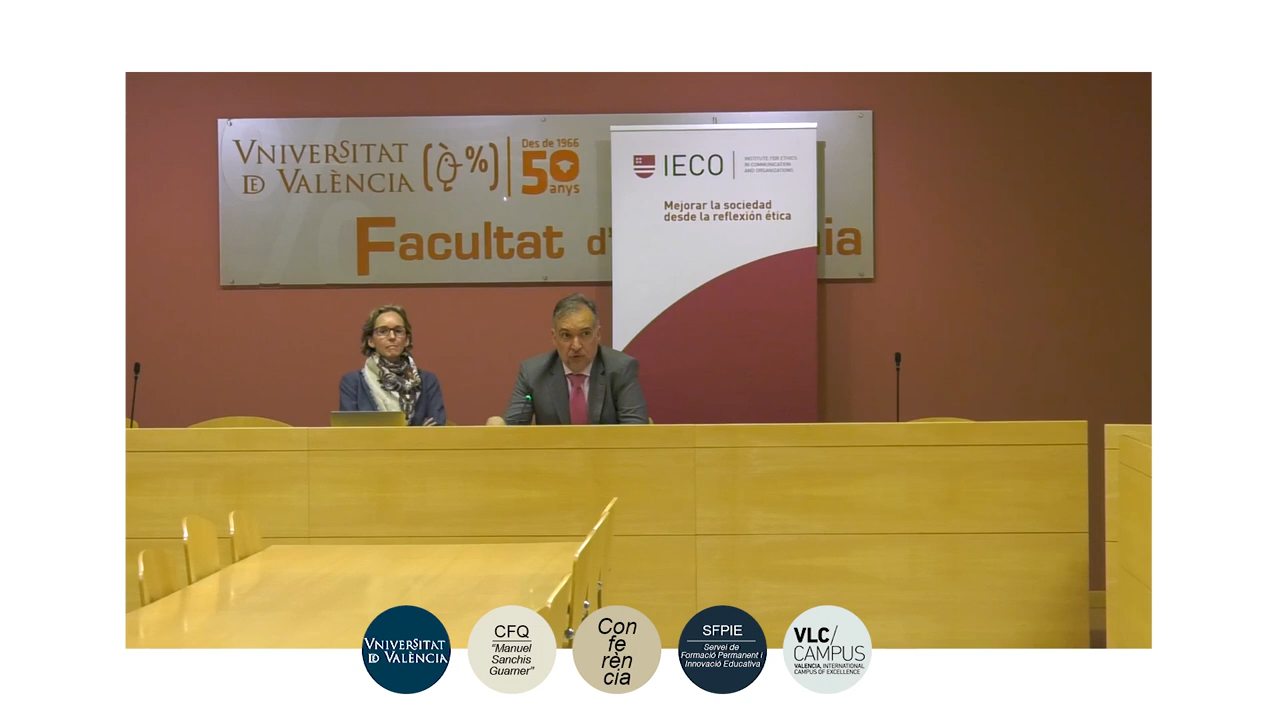 VNIVERSITAT
DE VALÈNCIA
(ò%)
Des de 1966
50
anys
Facultat d'
ia
IECO
INSTITUTE FOR ETHICS
IN COMMUNICATION
AND ORGANIZATIONS
Mejorar la sociedad
desde la reflexión ética
VNIVERSITAT
DE VALÈNCIA
CFQ
"Manuel
Sanchis
Guarner"
Con
fe
rèn
cia
SFPIE
Servei de
Formació Permanent i
Innovació Educativa
VLC/
CAMPUS
VALENCIA, INTERNATIONAL
CAMPUS OF EXCELLENCE